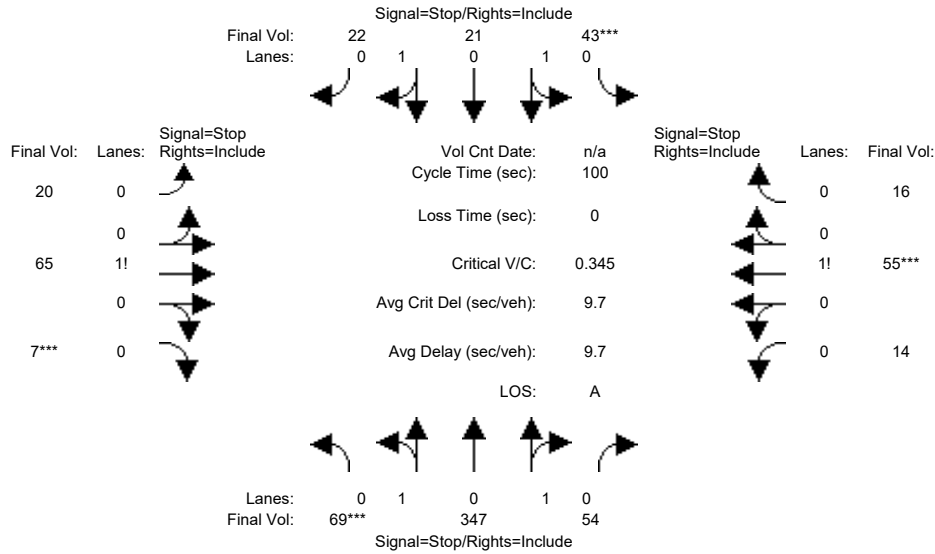 Signal=Stop/Rights=Include
Final Vol: 22 21 43***
Lanes: 0 1 0 1 0
Signal=Stop
Final Vol: Lanes: Rights=Include
Vol Cnt Date: n/a
Signal=Stop
Rights=Include Lanes: Final Vol:
Cycle Time (sec): 100
20 0
0 16
Loss Time (sec): 0
0
0
65 1!
Critical V/C: 0.345
1! 55***
0
Avg Crit Del (sec/veh): 9.7
0
7*** 0
Avg Delay (sec/veh): 9.7
0 14
LOS: A
Lanes: 0 1 0 1 0
Final Vol: 69*** 347 54
Signal=Stop/Rights=Include